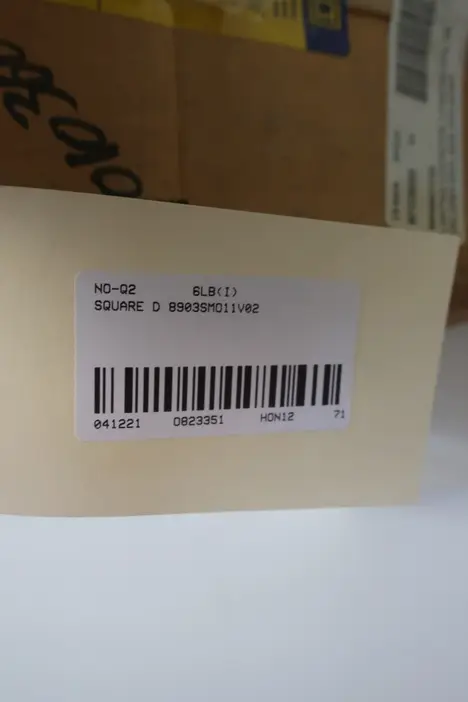 NO-Q2 6LB(I)
SQUARE D 8903SMO11V02
041221 0823351 HON12 71